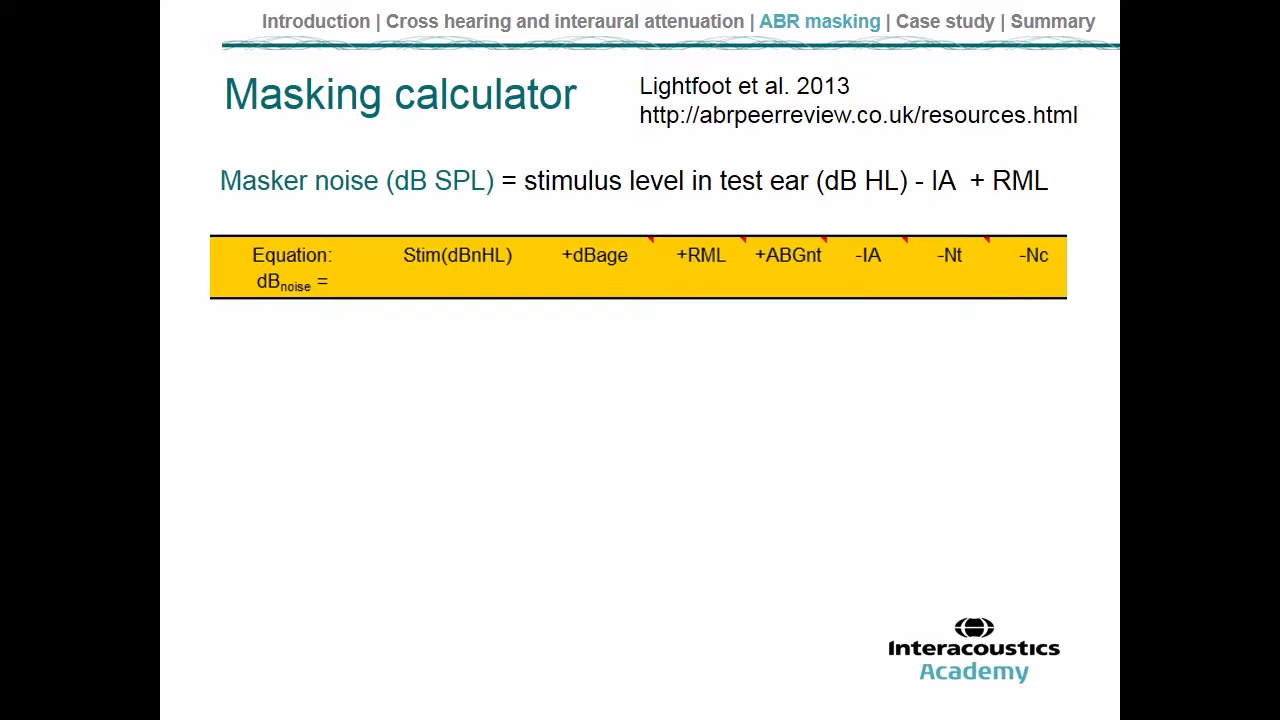 Introduction | Cross hearing and interaural attenuation | ABR masking | Case study | Summary
Masking calculator
Lightfoot et al. 2013
http://abrpeerreview.co.uk/resources.html
Masker noise (dB SPL) = stimulus level in test ear (dB HL) - IA + RML
Equation: Stim(dBnHL) +dBage +RML +ABGnt -IA -Nt -Nc
dBnoise =
Interacoustics
Academy